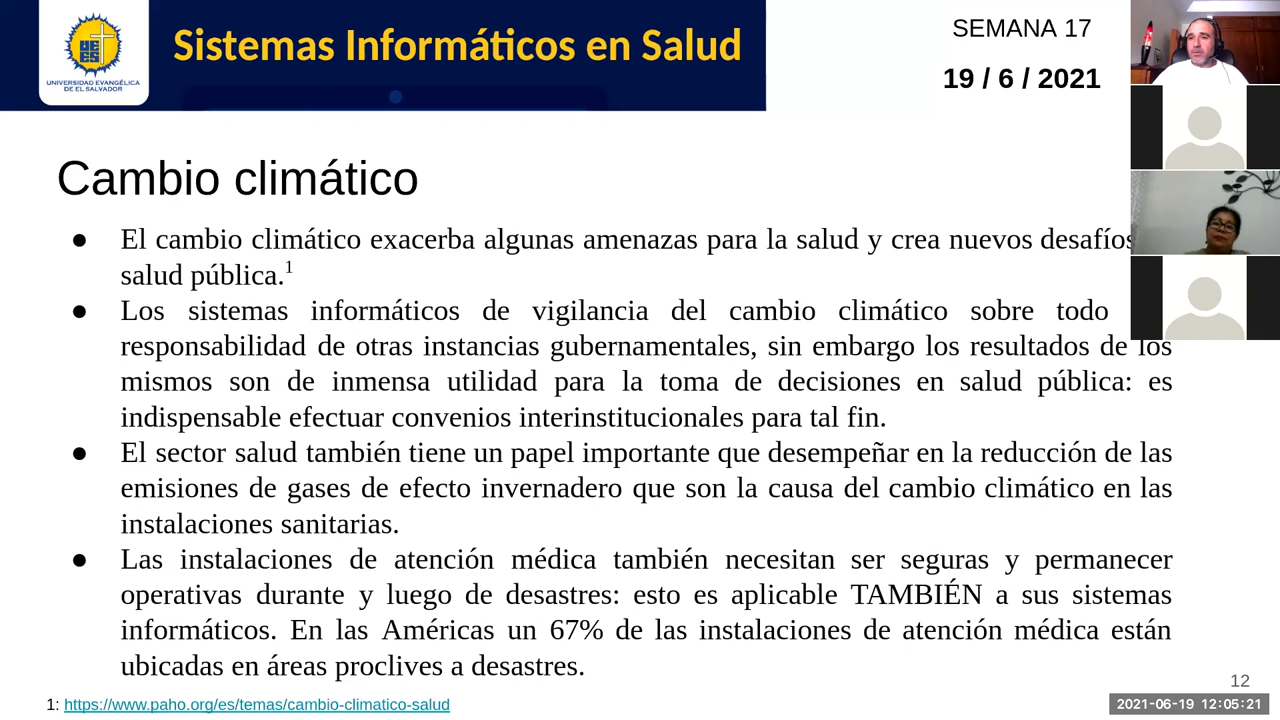 Sistemas Informáticos en Salud
UNIVERSIDAD EVANGÉLICA
DE EL SALVADOR
SEMANA 17
19 / 6 / 2021
Cambio climático
● El cambio climático exacerba algunas amenazas para la salud y crea nuevos desafíos
salud pública.1
● Los sistemas informáticos de vigilancia del cambio climático sobre todo
responsabilidad de otras instancias gubernamentales, sin embargo los resultados de los
mismos son de inmensa utilidad para la toma de decisiones en salud pública: es
indispensable efectuar convenios interinstitucionales para tal fin.
● El sector salud también tiene un papel importante que desempeñar en la reducción de las
emisiones de gases de efecto invernadero que son la causa del cambio climático en las
instalaciones sanitarias.
● Las instalaciones de atención médica también necesitan ser seguras y permanecer
operativas durante y luego de desastres: esto es aplicable TAMBIÉN a sus sistemas
informáticos. En las Américas un 67% de las instalaciones de atención médica están
ubicadas en áreas proclives a desastres.
12
1: https://www.paho.org/es/temas/cambio-climatico-salud
2021-06-19 12:05:21